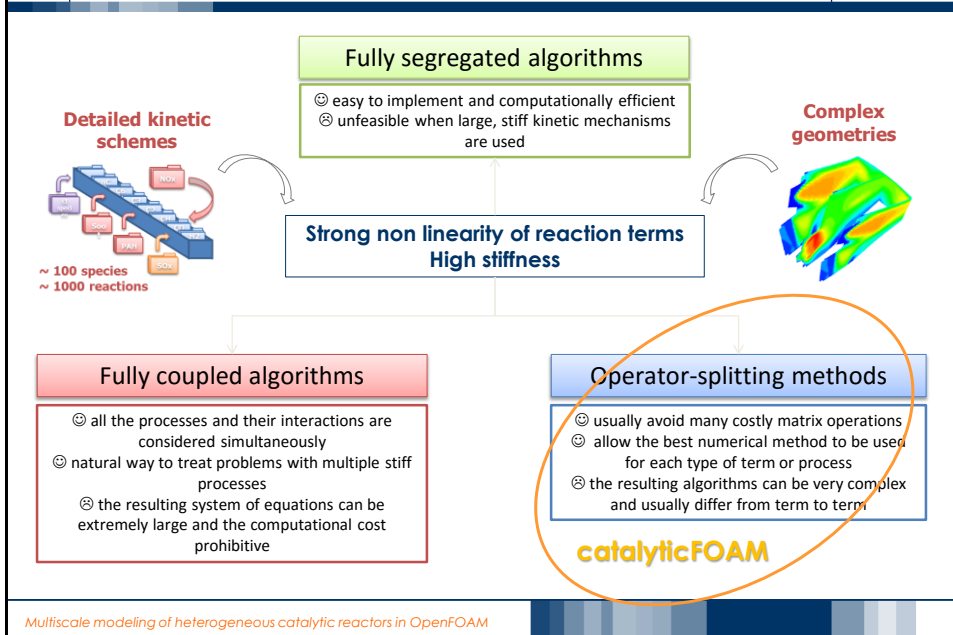 Fully segregated algorithms
☺ easy to implement and computationally efficient
☹ unfeasible when large, stiff kinetic mechanisms
are used
Detailed kinetic
schemes
NOx
Soot
PAH
SOx
~ 100 species
~ 1000 reactions
Complex
geometries
Strong non linearity of reaction terms
High stiffness
Fully coupled algorithms
☺ all the processes and their interactions are
considered simultaneously
☺ natural way to treat problems with multiple stiff
processes
☹ the resulting system of equations can be
extremely large and the computational cost
prohibitive
Operator-splitting methods
☺ usually avoid many costly matrix operations
☺ allow the best numerical method to be used
for each type of term or process
☹ the resulting algorithms can be very complex
and usually differ from term to term
catalyticFOAM
Multiscale modeling of heterogeneous catalytic reactors in OpenFOAM